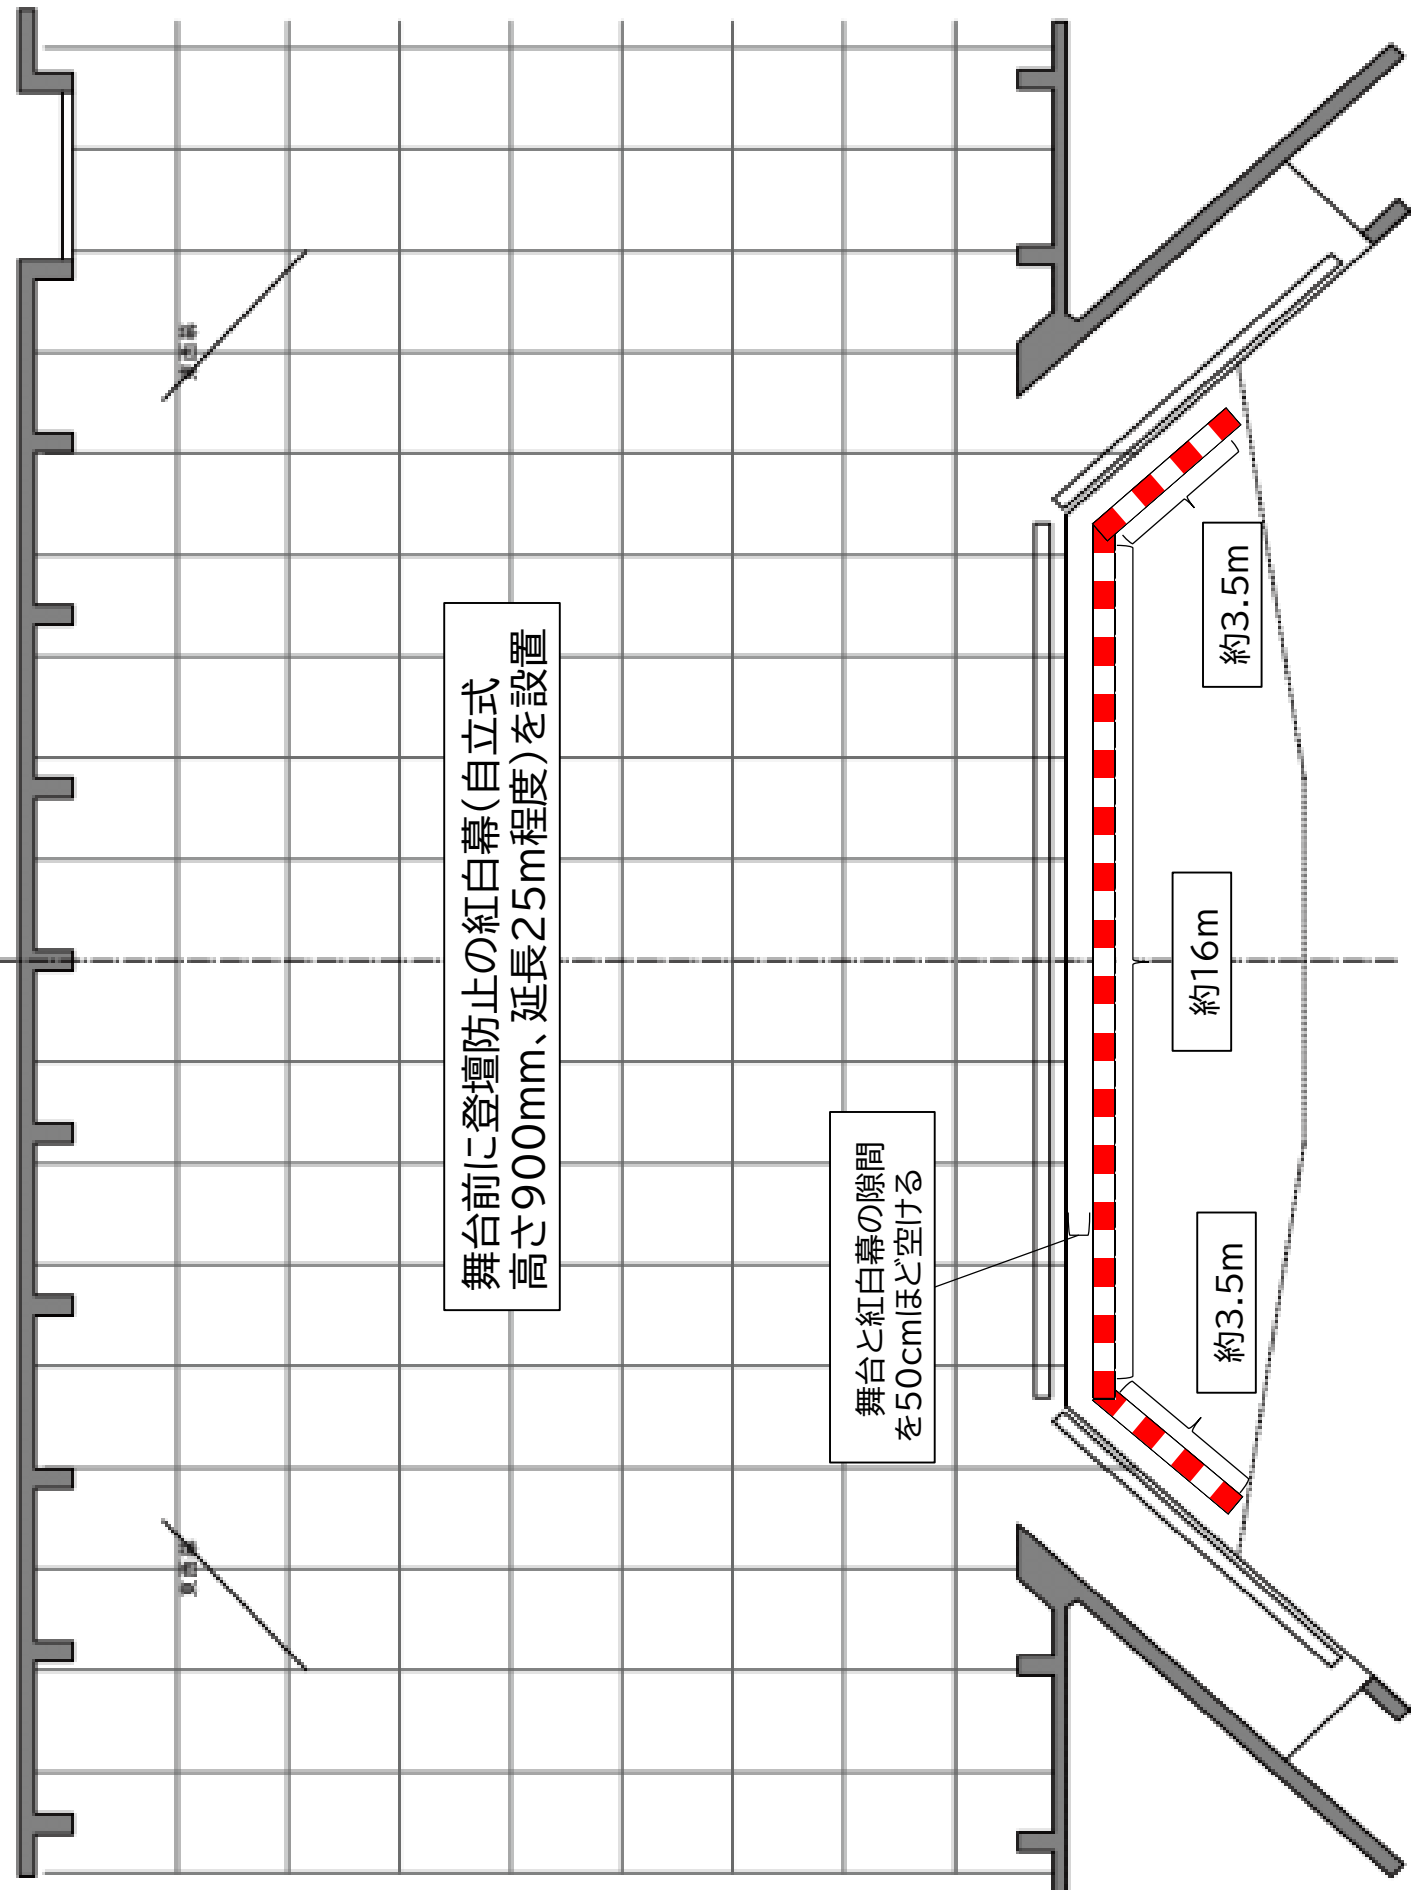 舞台前に登壇防止の紅白幕(自立式
高さ900mm、延長25m程度)を設置
舞台と紅白幕の隙間
を50cmほど空ける
約3.5m
約16m
約3.5m